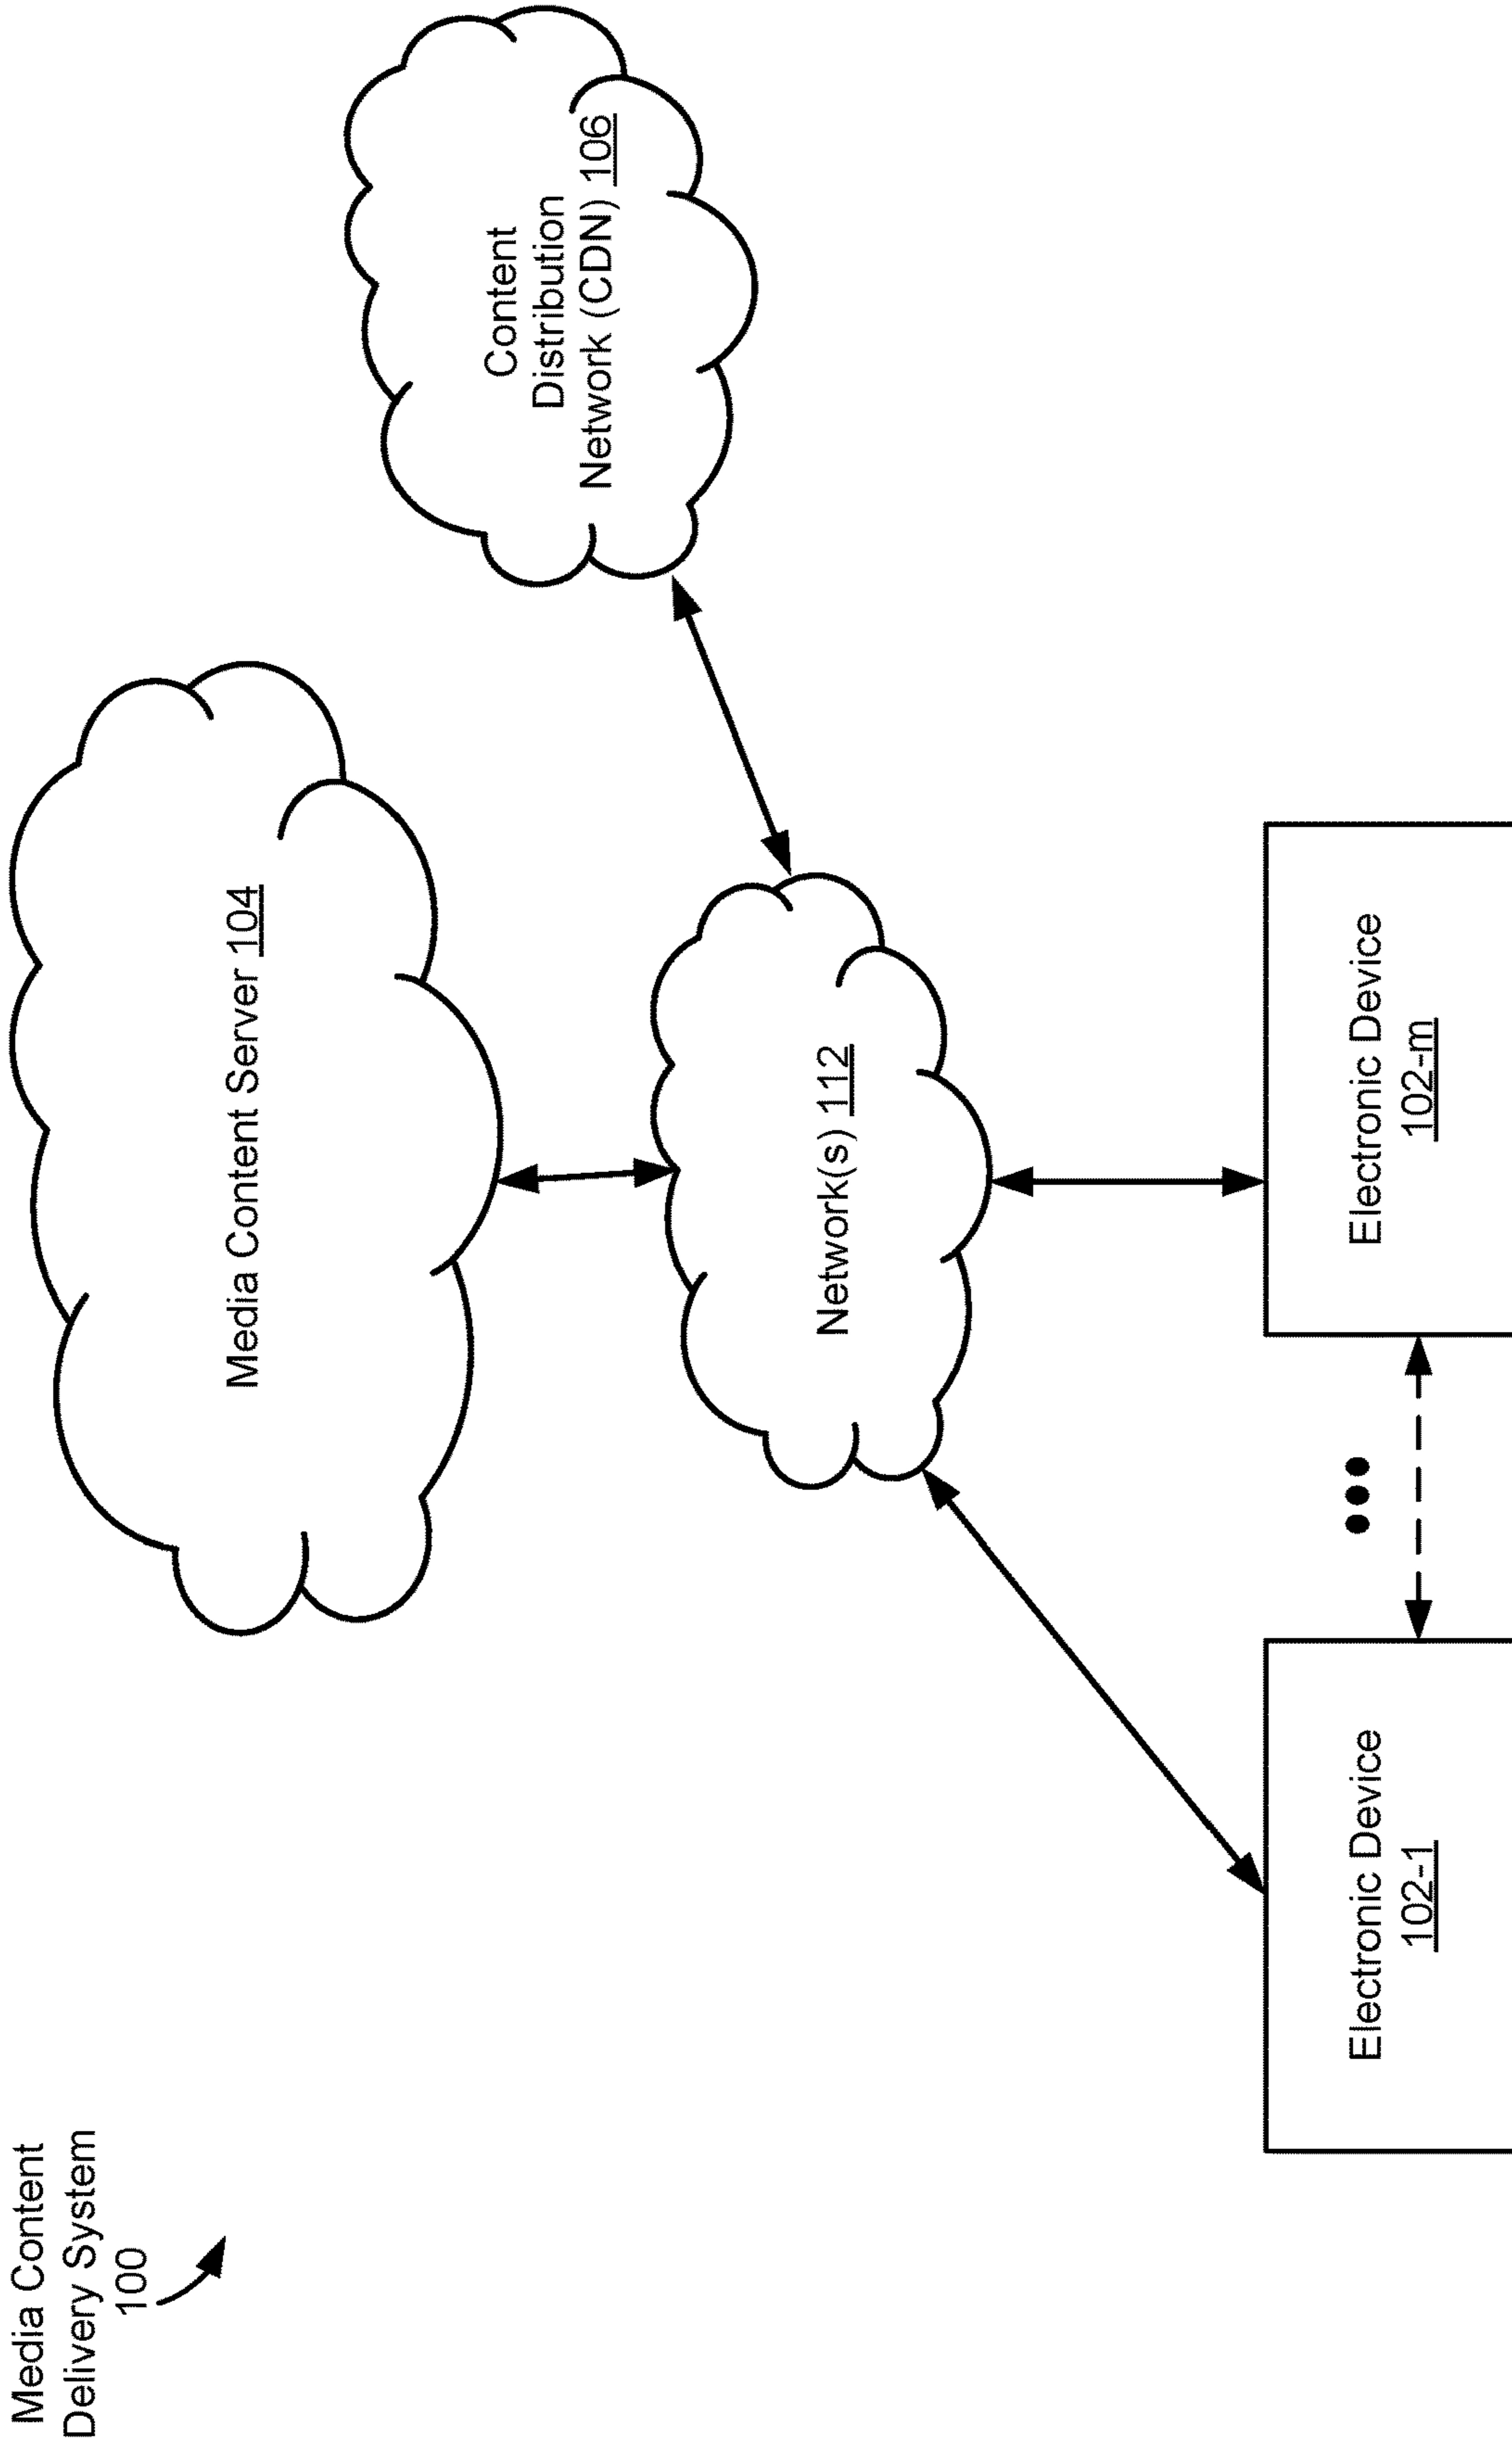 Media Content
Delivery System
100
Media Content Server 104
Content
Distribution
Network (CDN) 106
Network(s) 112
Electronic Device
102-1
Electronic Device
102-m